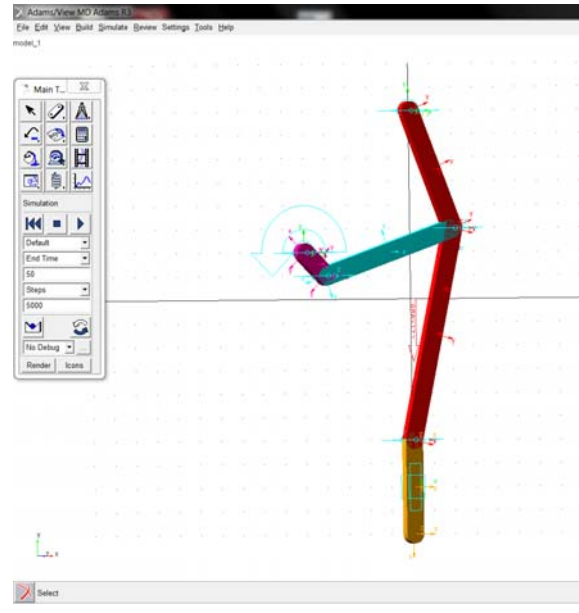 Adams/View MD Adams R3
File Edit View Build Simulate Review Settings Tools Help
model_1
Main T...
Simulation
Default
End Time
50
Steps
5000
No Debug
...
Render Icons
Select